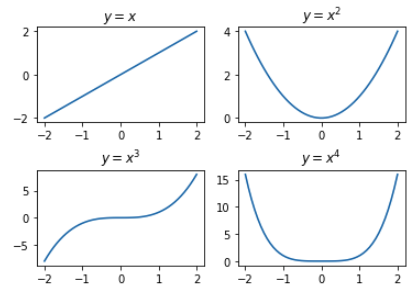 y = x
2
0
−2
−2 −1 0 1 2
y = x²
4
2
0
−2 −1 0 1 2
y = x³
5
0
−5
−2 −1 0 1 2
y = x⁴
15
10
5
0
−2 −1 0 1 2